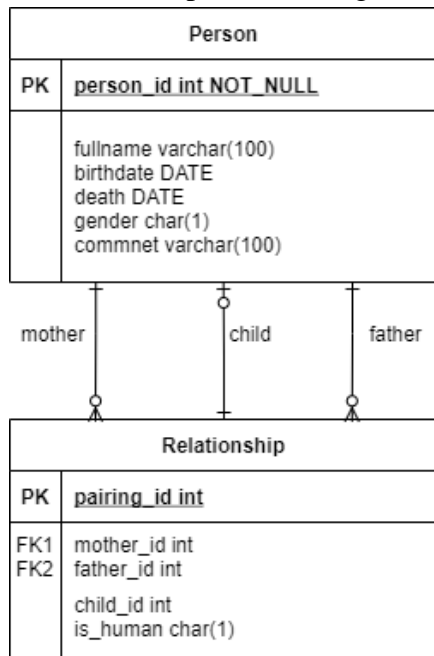 Person
PK person_id int NOT_NULL
fullname varchar(100)
birthdate DATE
death DATE
gender char(1)
commnet varchar(100)
mother child father
Relationship
PK pairing_id int
FK1 mother_id int
FK2 father_id int
child_id int
is_human char(1)